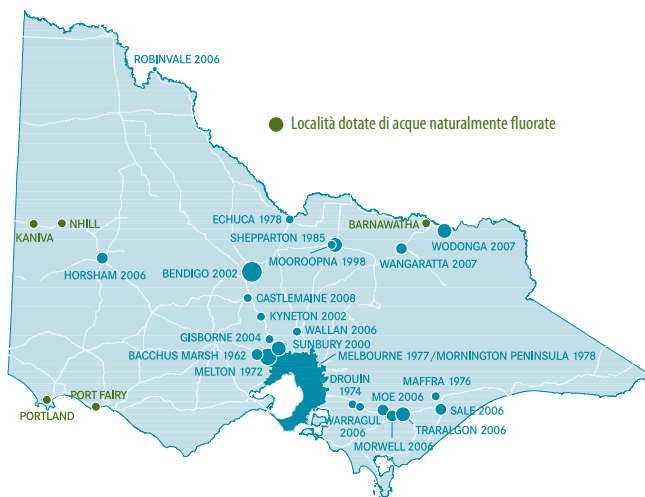 ROBINVALE 2006
Località dotate di acque naturalmente fluorate
ECHUCA 1978
BARNAWATHA
NHILL
KANIVA
SHEPPARTON 1985
WODONGA 2007
MOOROOPNA 1998
WANGARATTA 2007
HORSHAM 2006
BENDIGO 2002
CASTLEMAINE 2008
KYNETON 2002
WALLAN 2006
GISBORNE 2004
SUNBURY 2000
BACCHUS MARSH 1962
MELBOURNE 1977/MORNINGTON PENINSULA 1978
MELTON 1972
DROUIN
1974
MAFFRA 1976
PORT FAIRY
MOE 2006
PORTLAND
SALE 2006
WARRAGUL
2006
TRARALGON 2006
MORWELL 2006